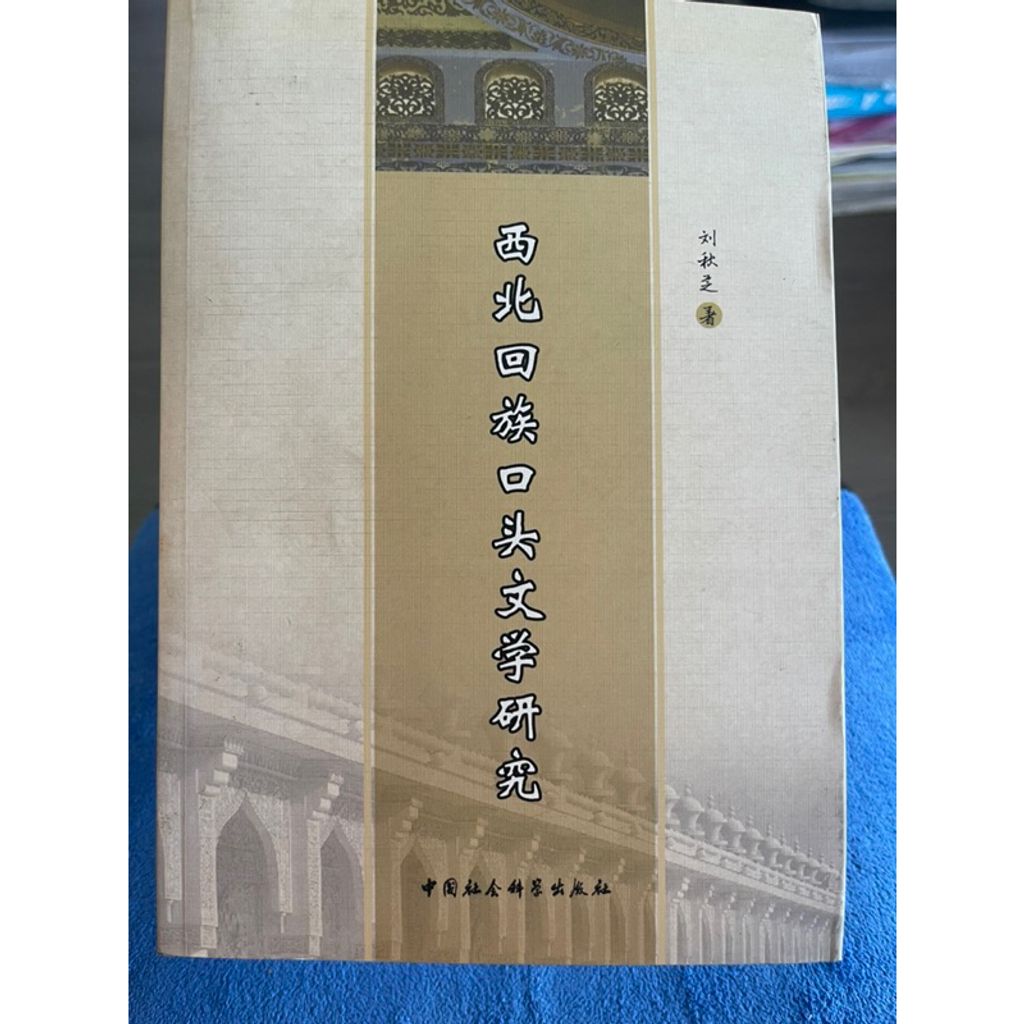 西北回族口头文学研究
刘秋芝 著
中国社会科学出版社